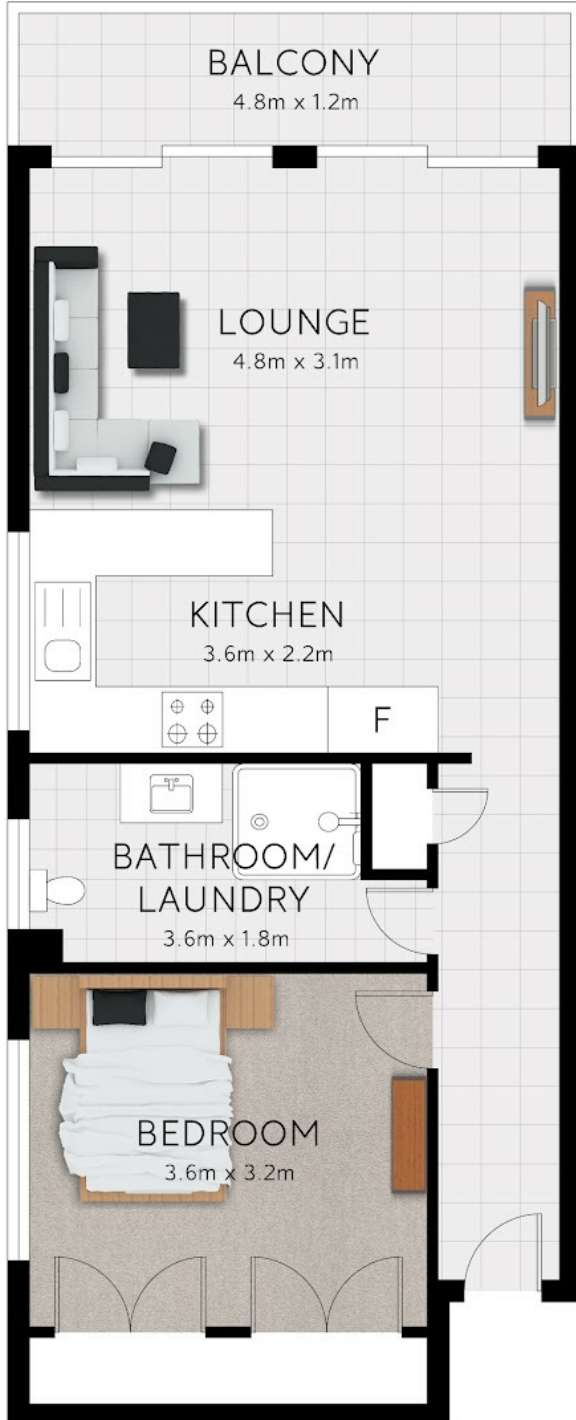 BALCONY
4.8m x 1.2m
LOUNGE
4.8m x 3.1m
KITCHEN
3.6m x 2.2m
F
BATHROOM/
LAUNDRY
3.6m x 1.8m
BEDROOM
3.6m x 3.2m